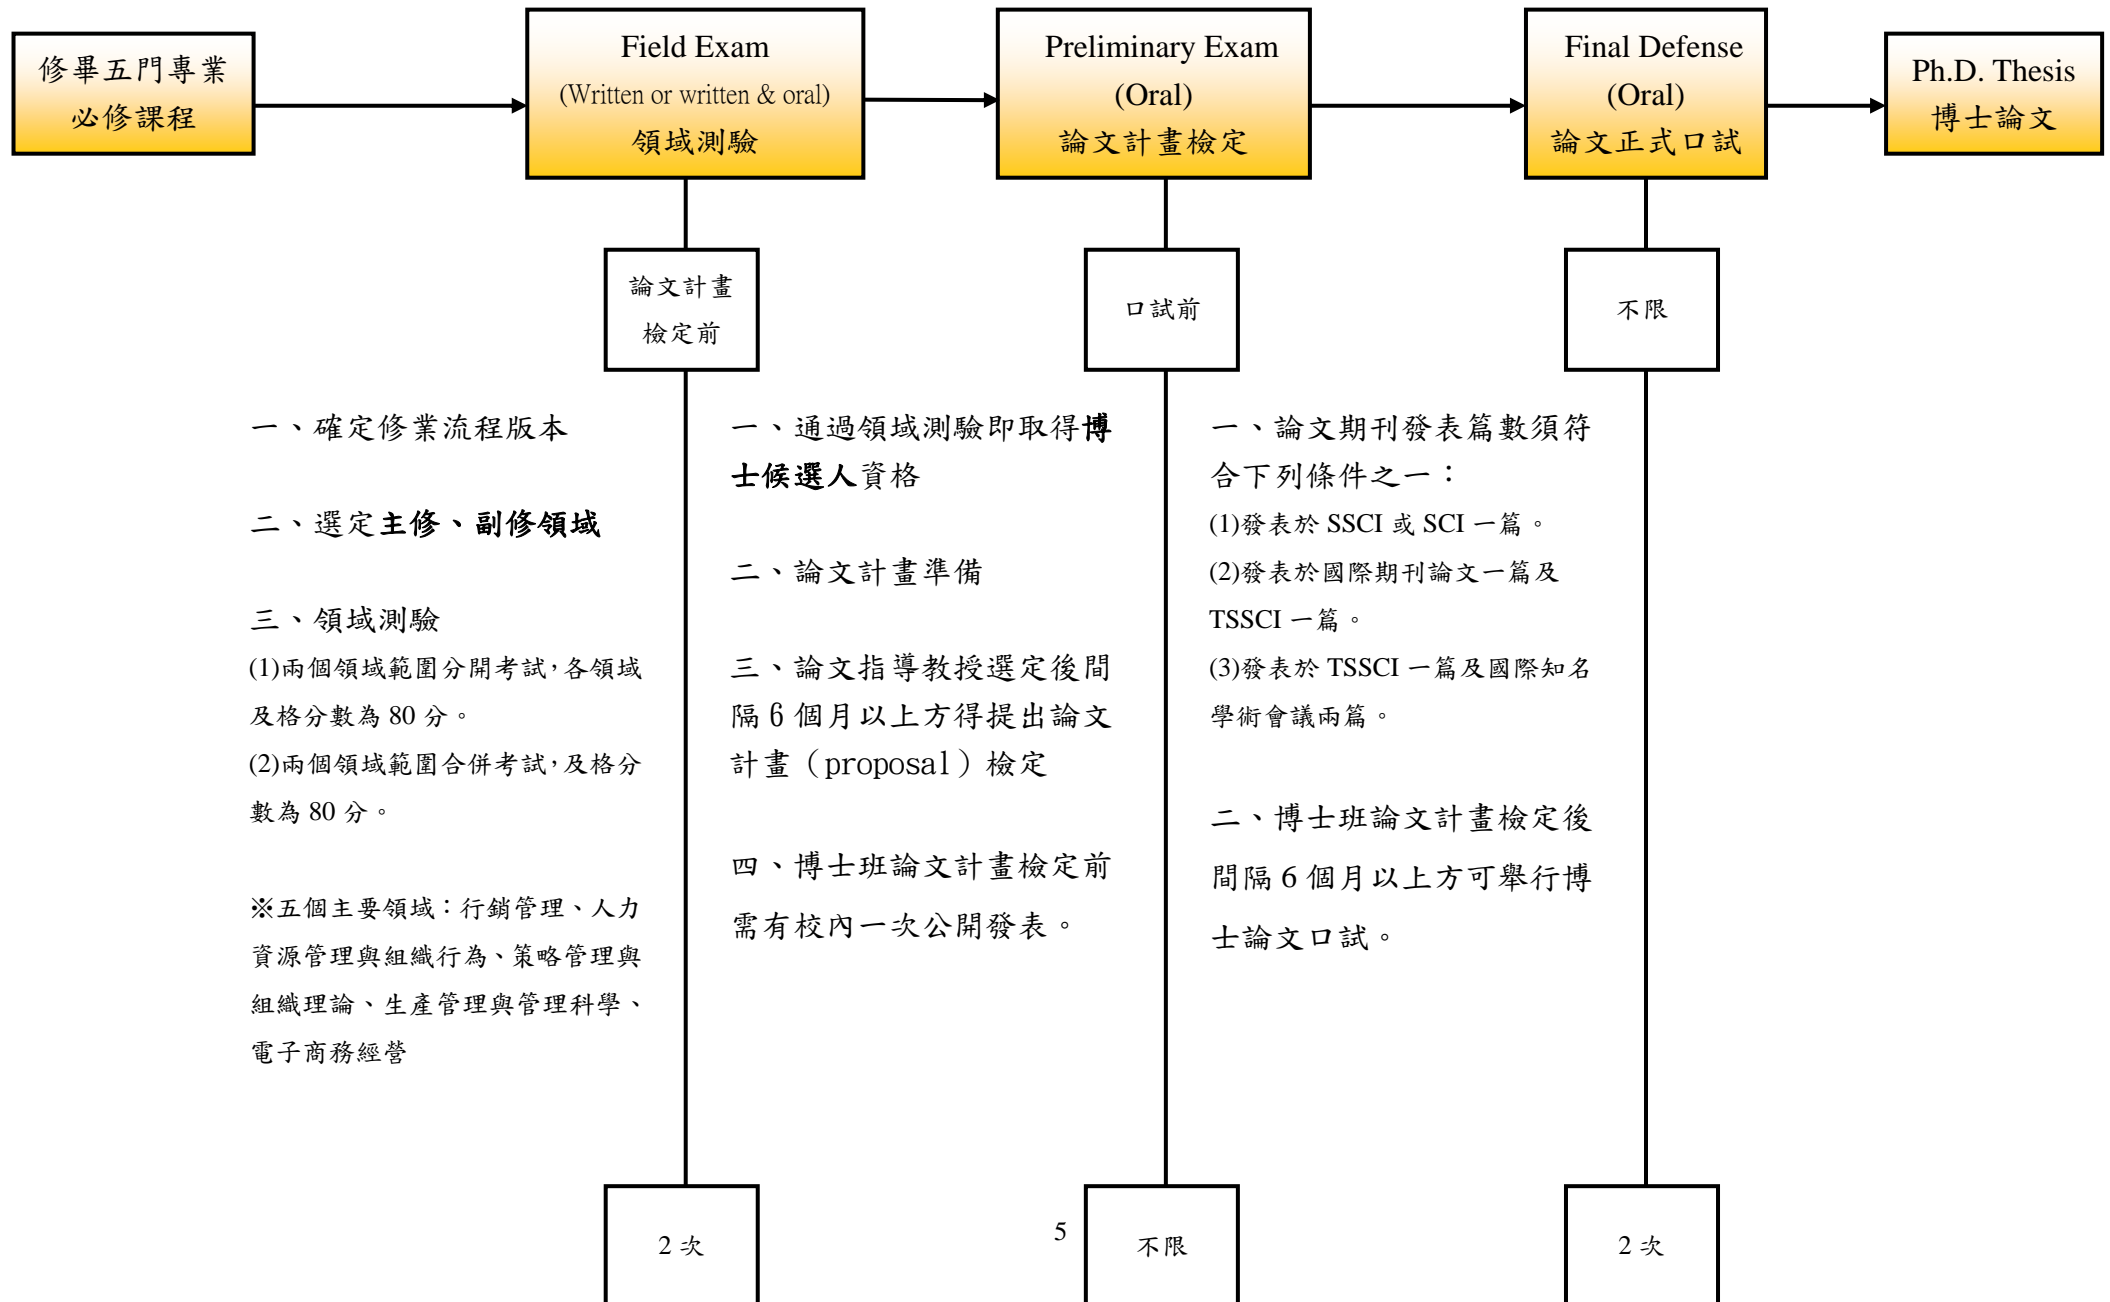 修畢五門專業
必修課程
Field Exam
(Written or written & oral)
領域測驗
Preliminary Exam
(Oral)
論文計畫檢定
Final Defense
(Oral)
論文正式口試
Ph.D. Thesis
博士論文
論文計畫
檢定前
口試前
不限
一、確定修業流程版本
二、選定主修、副修領域
三、領域測驗
(1)兩個領域範圍分開考試，各領域
及格分數為 80 分。
(2)兩個領域範圍合併考試，及格分
數為 80 分。
※五個主要領域：行銷管理、人力
資源管理與組織行為、策略管理與
組織理論、生產管理與管理科學、
電子商務經營
一、通過領域測驗即取得博
士候選人資格
二、論文計畫準備
三、論文指導教授選定後間
隔 6 個月以上方得提出論文
計畫（proposal）檢定
四、博士班論文計畫檢定前
需有校內一次公開發表。
一、論文期刊發表篇數須符
合下列條件之一：
(1)發表於 SSCI 或 SCI 一篇。
(2)發表於國際期刊論文一篇及
TSSCI 一篇。
(3)發表於 TSSCI 一篇及國際知名
學術會議兩篇。
二、博士班論文計畫檢定後
間隔 6 個月以上方可舉行博
士論文口試。
2 次
5
不限
2 次